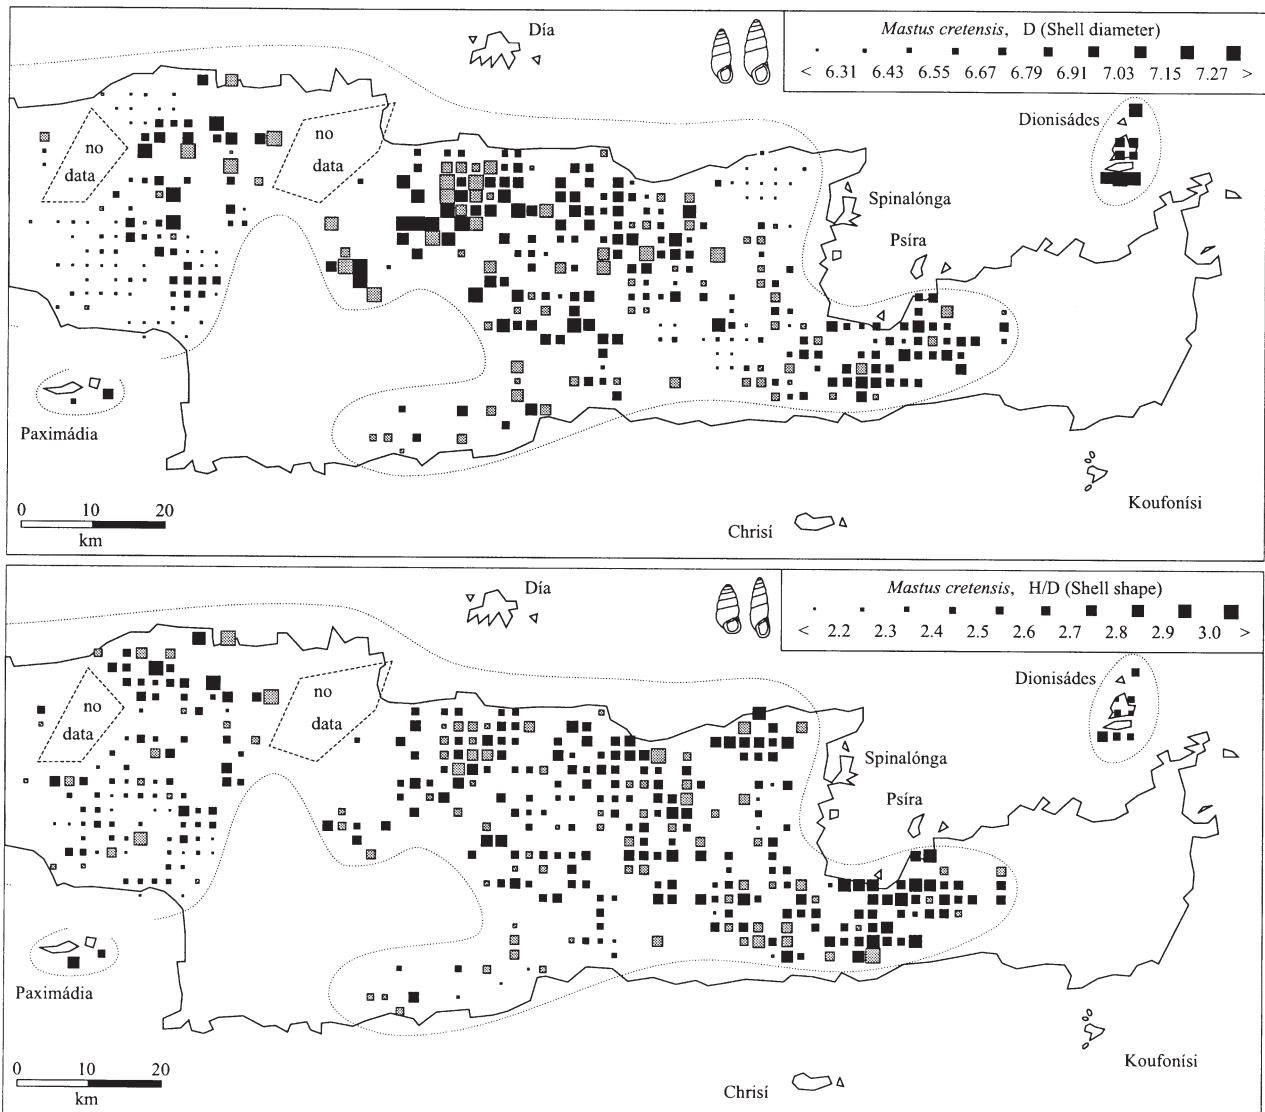 Día
Mastus cretensis, D (Shell diameter)
< 6.31 6.43 6.55 6.67 6.79 6.91 7.03 7.15 7.27 >
Dionisádes
no
data
no
data
Spinalónga
Psíra
Paximádia
0 10 20
km
Koufonísi
Chrisí
Día
Mastus cretensis, H/D (Shell shape)
< 2.2 2.3 2.4 2.5 2.6 2.7 2.8 2.9 3.0 >
Dionisádes
no
data
no
data
Spinalónga
Psíra
Paximádia
0 10 20
km
Koufonísi
Chrisí